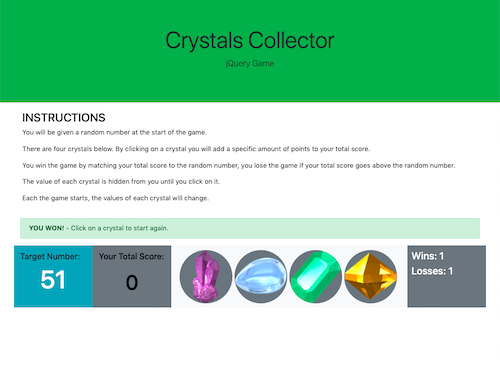 Crystals Collector
jQuery Game
INSTRUCTIONS
You will be given a random number at the start of the game.
There are four crystals below. By clicking on a crystal you will add a specific amount of points to your total score.
You win the game by matching your total score to the random number, you lose the game if your total score goes above the random number.
The value of each crystal is hidden from you until you click on it.
Each the game starts, the values of each crystal will change.
YOU WON! - Click on a crystal to start again.
Target Number:
51
Your Total Score:
0
Wins: 1
Losses: 1